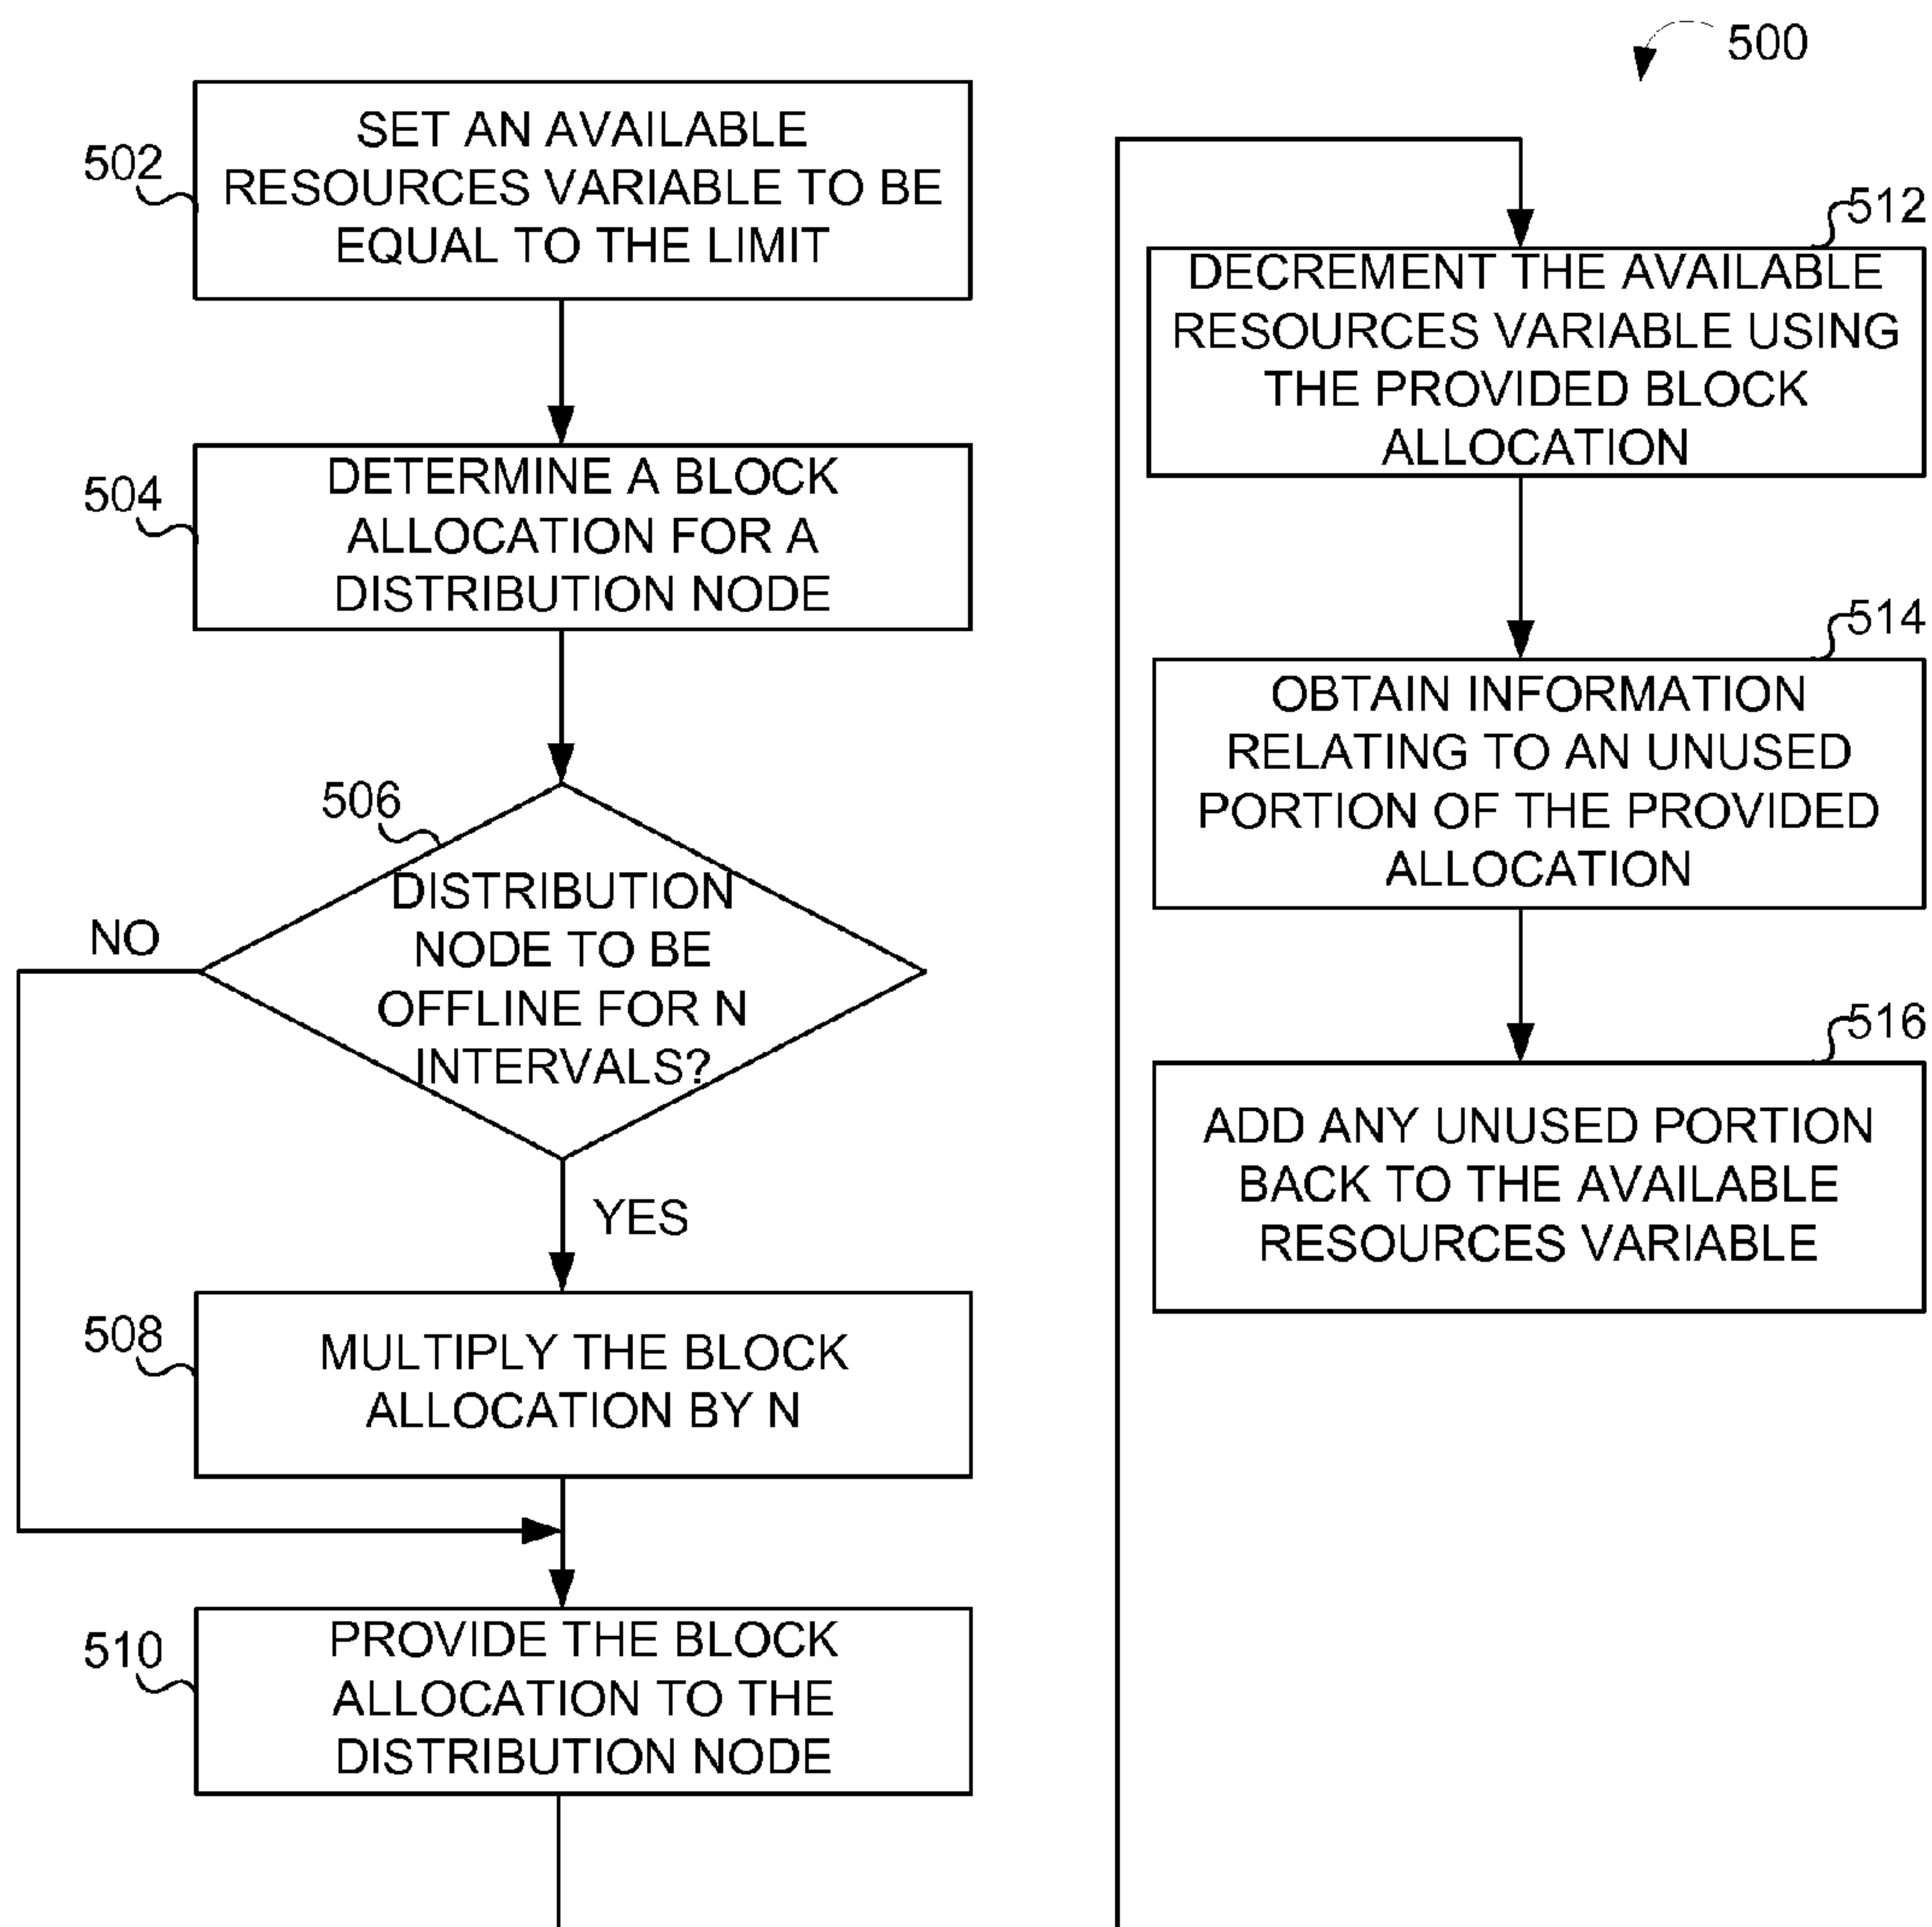 500
502
SET AN AVAILABLE
RESOURCES VARIABLE TO BE
EQUAL TO THE LIMIT
504
DETERMINE A BLOCK
ALLOCATION FOR A
DISTRIBUTION NODE
506
DISTRIBUTION
NODE TO BE
OFFLINE FOR N
INTERVALS?
NO
YES
508
MULTIPLY THE BLOCK
ALLOCATION BY N
510
PROVIDE THE BLOCK
ALLOCATION TO THE
DISTRIBUTION NODE
512
DECREMENT THE AVAILABLE
RESOURCES VARIABLE USING
THE PROVIDED BLOCK
ALLOCATION
514
OBTAIN INFORMATION
RELATING TO AN UNUSED
PORTION OF THE PROVIDED
ALLOCATION
516
ADD ANY UNUSED PORTION
BACK TO THE AVAILABLE
RESOURCES VARIABLE